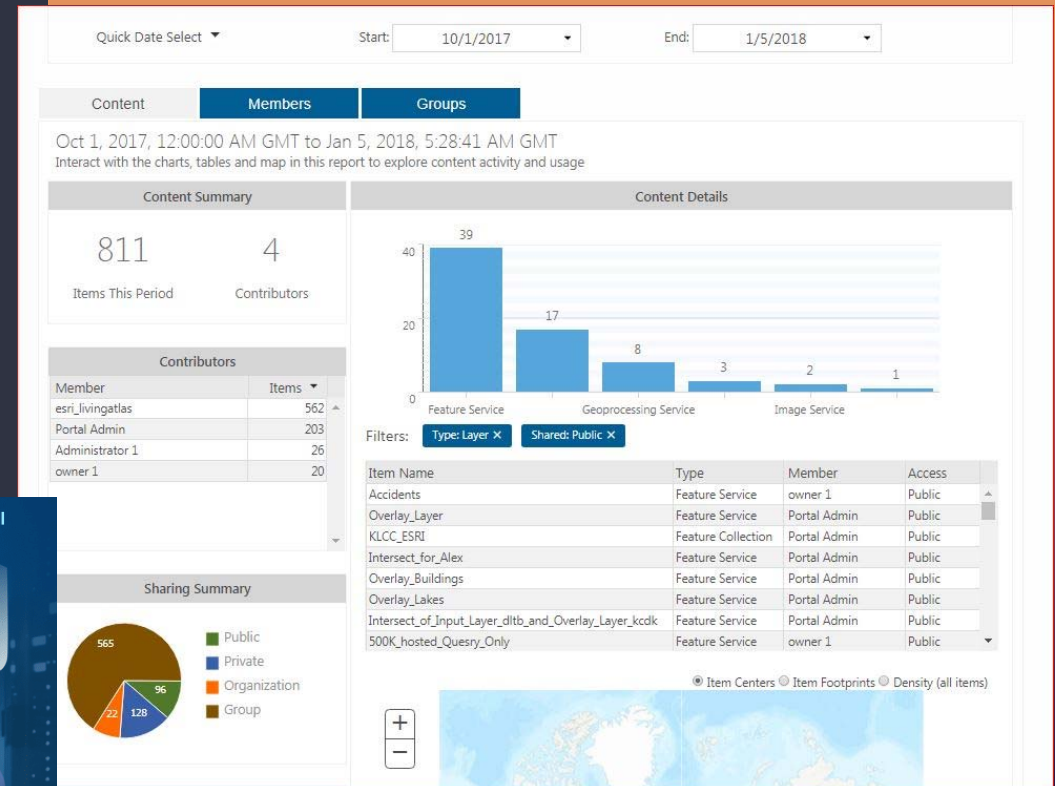 Quick Date Select Start: 10/1/2017 End: 1/5/2018
Content Members Groups
Oct 1, 2017, 12:00:00 AM GMT to Jan 5, 2018, 5:28:41 AM GMT
Interact with the charts, tables and map in this report to explore content activity and usage
Content Summary
811 4
Items This Period Contributors
Contributors
Member Items
esri_livingatlas 562
Portal Admin 203
Administrator 1 26
owner 1 20
Sharing Summary
565
96
22 128
Public
Private
Organization
Group
Content Details
39
40
17
20
8
3
2
1
0
Feature Service Geoprocessing Service Image Service
Filters: Type: Layer X Shared: Public X
Item Name Type Member Access
Accidents Feature Service owner 1 Public
Overlay_Layer Feature Service Portal Admin Public
KLCC_ESRI Feature Collection Portal Admin Public
Intersect_for_Alex Feature Service Portal Admin Public
Overlay_Buildings Feature Service Portal Admin Public
Overlay_Lakes Feature Service Portal Admin Public
Intersect_of_Input_Layer_dltb_and_Overlay_Layer_kcdk Feature Service Portal Admin Public
500K_hosted_Quesry_Only Feature Service owner 1 Public
Item Centers Item Footprints Density (all items)
+
−